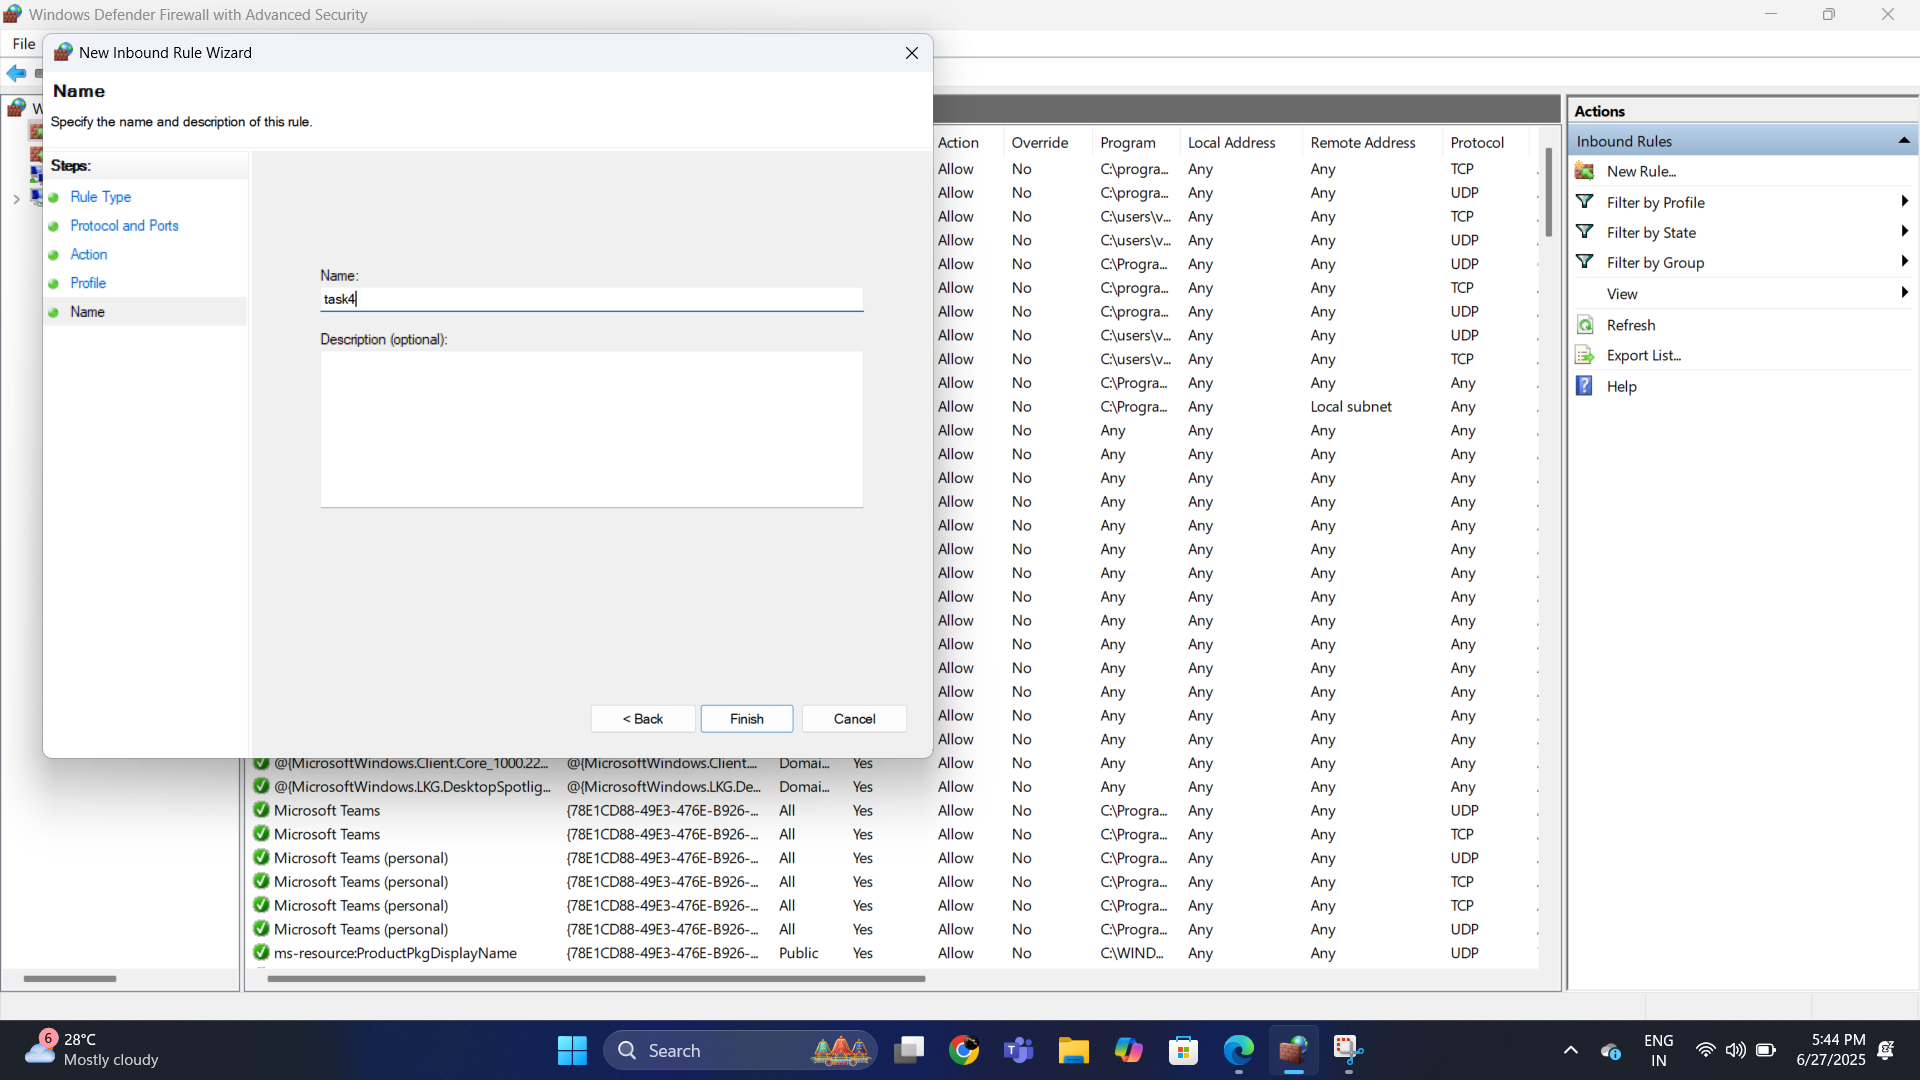 Windows Defender Firewall with Advanced Security
File
New Inbound Rule Wizard
Name
Specify the name and description of this rule.
Steps:
Rule Type
Protocol and Ports
Action
Profile
Name
Name:
task4
Description (optional):
< Back Finish Cancel
Action Override Program Local Address Remote Address Protocol
Allow No C:\progra... Any Any TCP
Allow No C:\progra... Any Any UDP
Allow No C:\users\v... Any Any TCP
Allow No C:\users\v... Any Any UDP
Allow No C:\Progra... Any Any UDP
Allow No C:\progra... Any Any TCP
Allow No C:\progra... Any Any UDP
Allow No C:\users\v... Any Any UDP
Allow No C:\users\v... Any Any TCP
Allow No C:\Progra... Any Any Any
Allow No C:\Progra... Any Local subnet Any
Allow No Any Any Any Any
Allow No Any Any Any Any
Allow No Any Any Any Any
Allow No Any Any Any Any
Allow No Any Any Any Any
Allow No Any Any Any Any
Allow No Any Any Any Any
Allow No Any Any Any Any
Allow No Any Any Any Any
Allow No Any Any Any Any
Allow No Any Any Any Any
Allow No Any Any Any Any
Allow No Any Any Any Any
Allow No Any Any Any Any
@{MicrosoftWindows.Client.Core_1000.22... @{MicrosoftWindows.Client.... Domai... Yes Allow No Any Any Any Any
@{MicrosoftWindows.LKG.DesktopSpotlig... @{MicrosoftWindows.LKG.De... Domai... Yes Allow No Any Any Any Any
Microsoft Teams {78E1CD88-49E3-476E-B926-... All Yes Allow No C:\Progra... Any Any UDP
Microsoft Teams {78E1CD88-49E3-476E-B926-... All Yes Allow No C:\Progra... Any Any TCP
Microsoft Teams (personal) {78E1CD88-49E3-476E-B926-... All Yes Allow No C:\Progra... Any Any UDP
Microsoft Teams (personal) {78E1CD88-49E3-476E-B926-... All Yes Allow No C:\Progra... Any Any TCP
Microsoft Teams (personal) {78E1CD88-49E3-476E-B926-... All Yes Allow No C:\Progra... Any Any TCP
Microsoft Teams (personal) {78E1CD88-49E3-476E-B926-... All Yes Allow No C:\Progra... Any Any UDP
ms-resource:ProductPkgDisplayName {78E1CD88-49E3-476E-B926-... Public Yes Allow No C:\WIND... Any Any UDP
Actions
Inbound Rules
New Rule...
Filter by Profile
Filter by State
Filter by Group
View
Refresh
Export List...
Help
6
28°C
Mostly cloudy
Search
ENG
IN
5:44 PM
6/27/2025